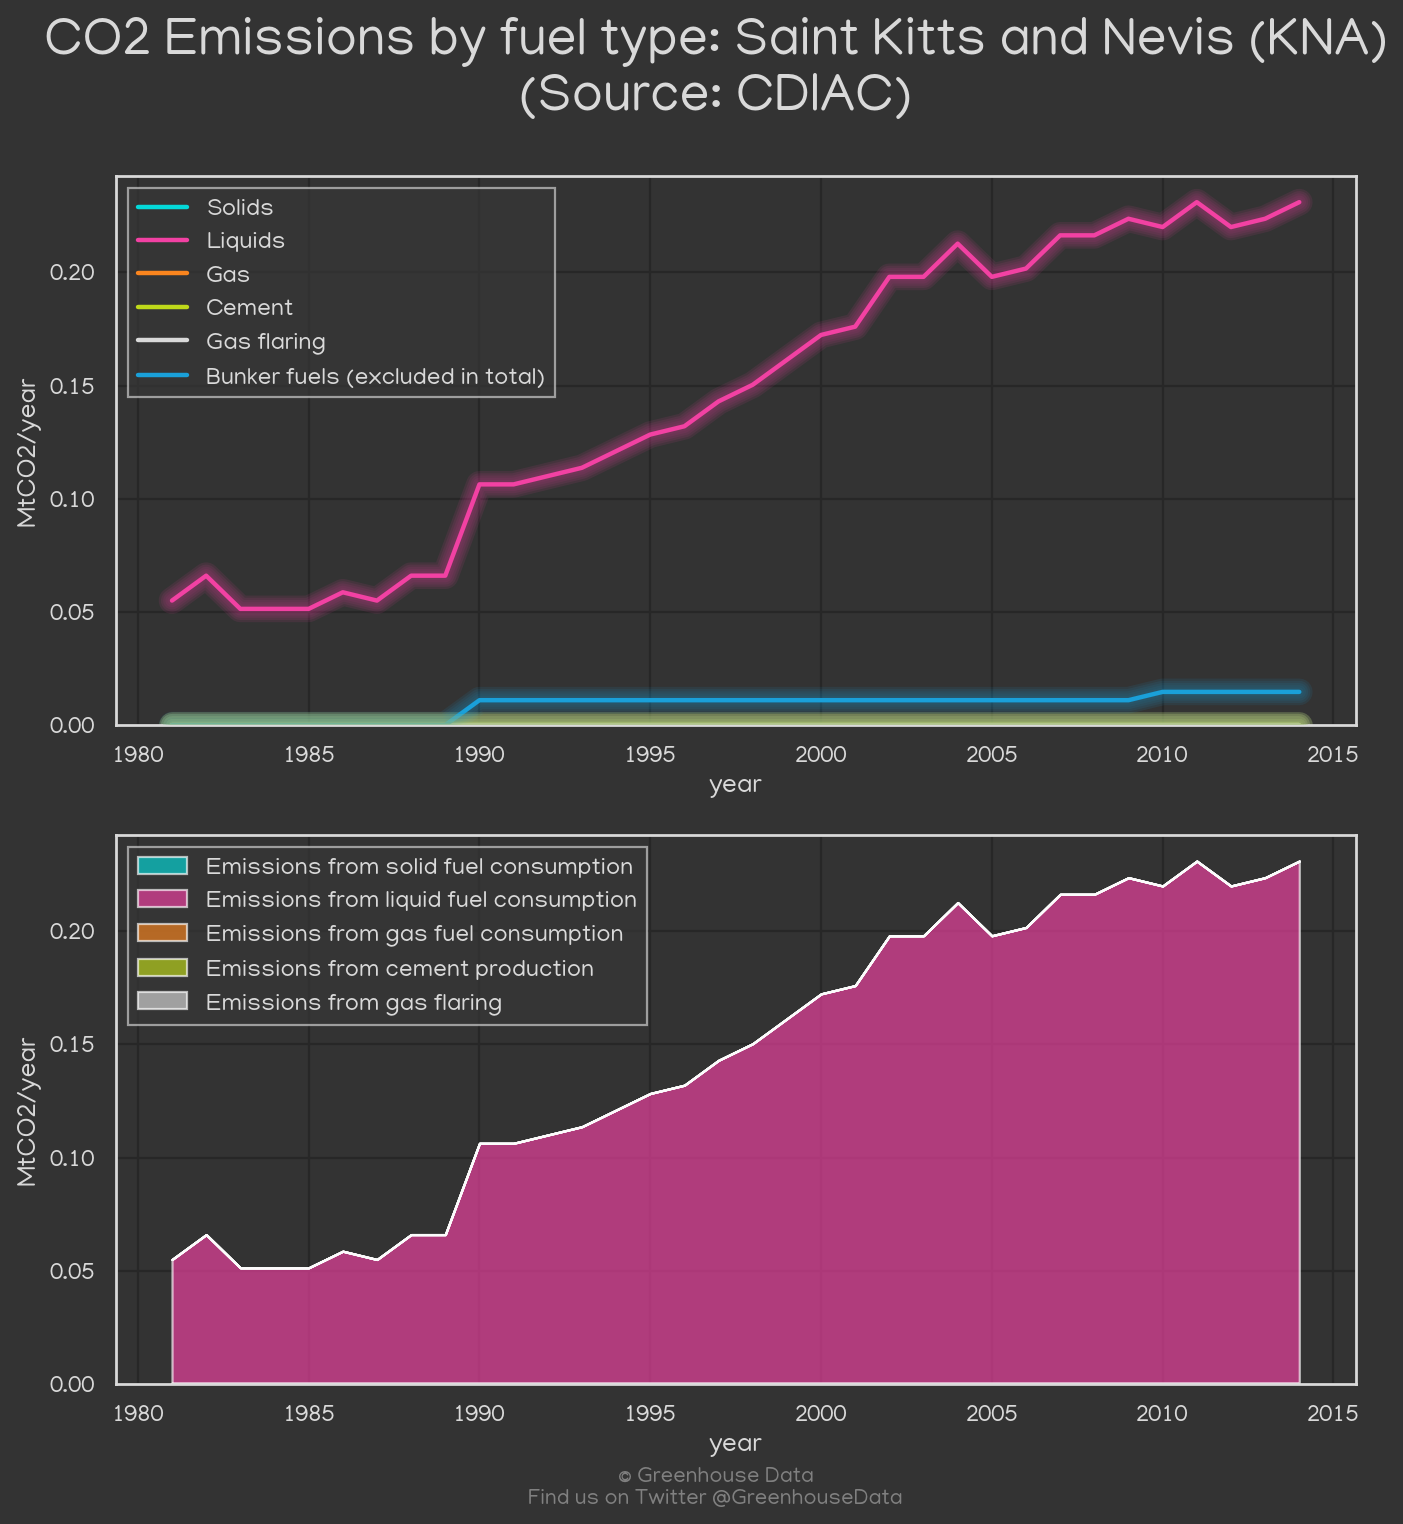 CO2 Emissions by fuel type: Saint Kitts and Nevis (KNA)
(Source: CDIAC)
Solids
Liquids
Gas
Cement
Gas flaring
Bunker fuels (excluded in total)
MtCO2/year
0.20
0.15
0.10
0.05
0.00
1980 1985 1990 1995 2000 2005 2010 2015
year
Emissions from solid fuel consumption
Emissions from liquid fuel consumption
Emissions from gas fuel consumption
Emissions from cement production
Emissions from gas flaring
MtCO2/year
0.20
0.15
0.10
0.05
0.00
1980 1985 1990 1995 2000 2005 2010 2015
year
© Greenhouse Data
Find us on Twitter @GreenhouseData